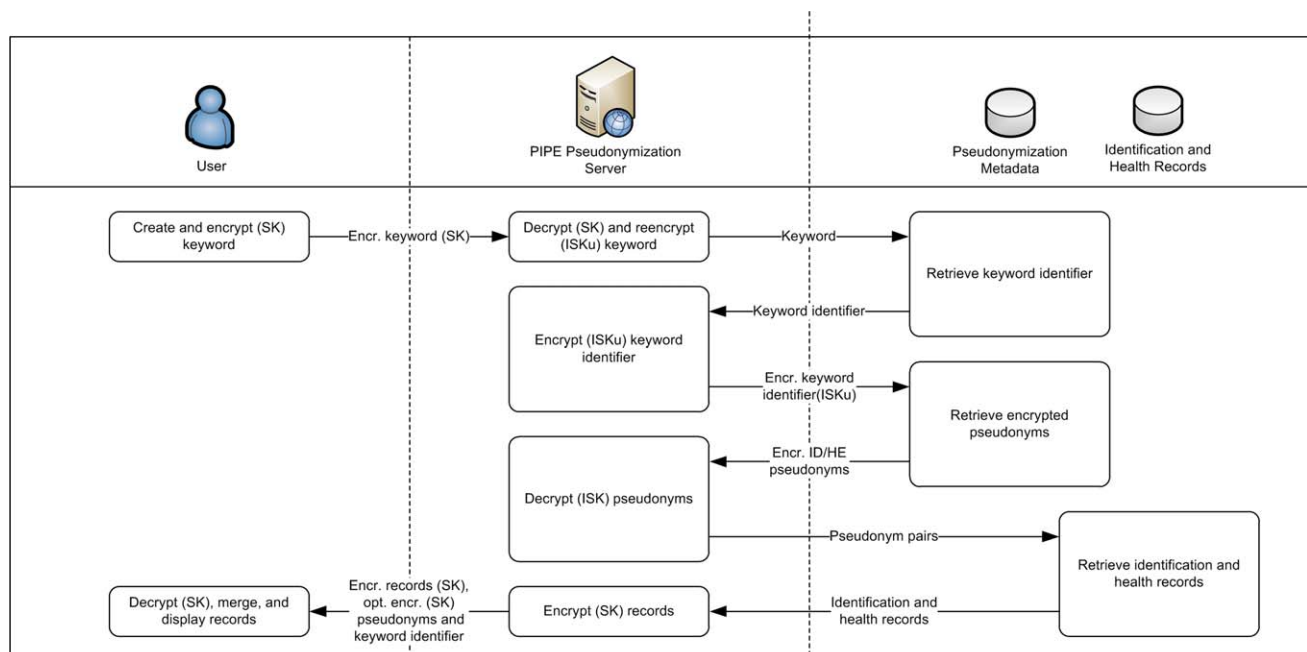 User
PIPE Pseudonymization
Server
Pseudonymization
Metadata
Identification and
Health Records
Create and encrypt (SK)
keyword
Encr. keyword (SK)
Decrypt (SK) and reencrypt
(ISKu) keyword
Keyword
Retrieve keyword identifier
Keyword identifier
Encrypt (ISKu) keyword
identifier
Encr. keyword
identifier(ISKu)
Retrieve encrypted
pseudonyms
Encr. ID/HE
pseudonyms
Decrypt (ISK) pseudonyms
Pseudonym pairs
Retrieve identification and
health records
Identification and
health records
Encrypt (SK) records
Encr. records (SK),
opt. encr. (SK)
pseudonyms and
keyword identifier
Decrypt (SK), merge, and
display records